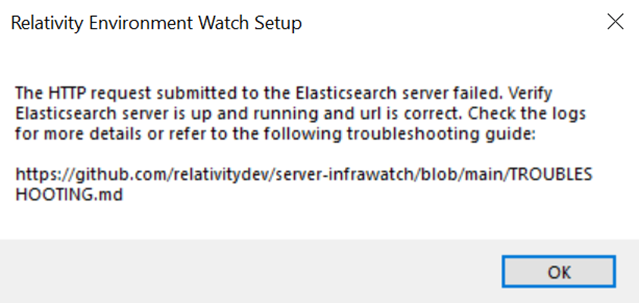 Relativity Environment Watch Setup
The HTTP request submitted to the Elasticsearch server failed. Verify
Elasticsearch server is up and running and url is correct. Check the logs
for more details or refer to the following troubleshooting guide:
https://github.com/relativitydev/server-infrawatch/blob/main/TROUBLES
HOOTING.md
OK